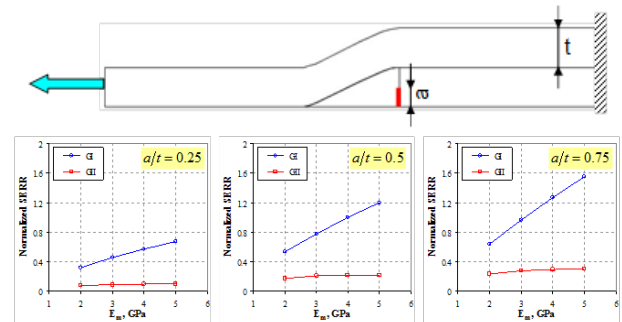 t
a
a/t = 0.25
a/t = 0.5
a/t = 0.75
GI
GII
GI
GII
GI
GII
Normalized SERR
Normalized SERR
Normalized SERR
2
1.6
1.2
0.8
0.4
0
2
1.6
1.2
0.8
0.4
0
2
1.6
1.2
0.8
0.4
0
1 2 3 4 5 6
1 2 3 4 5 6
1 2 3 4 5 6
Em, GPa
Em, GPa
Em, GPa